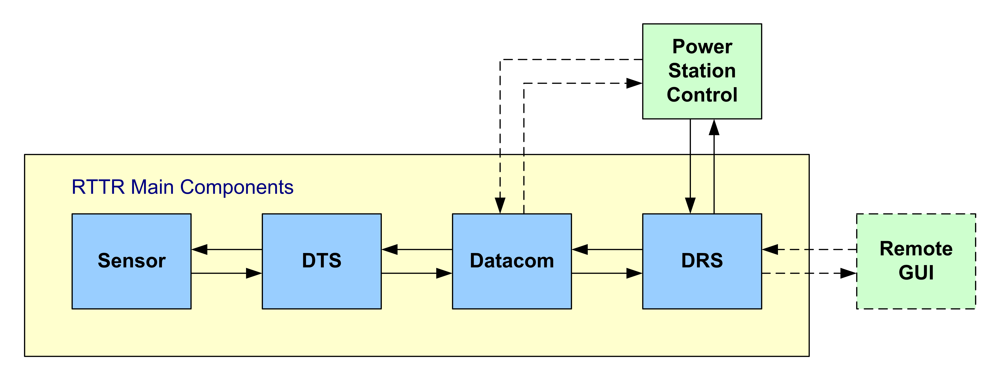 Power
Station
Control
RTTR Main Components
Sensor
DTS
Datacom
DRS
Remote
GUI